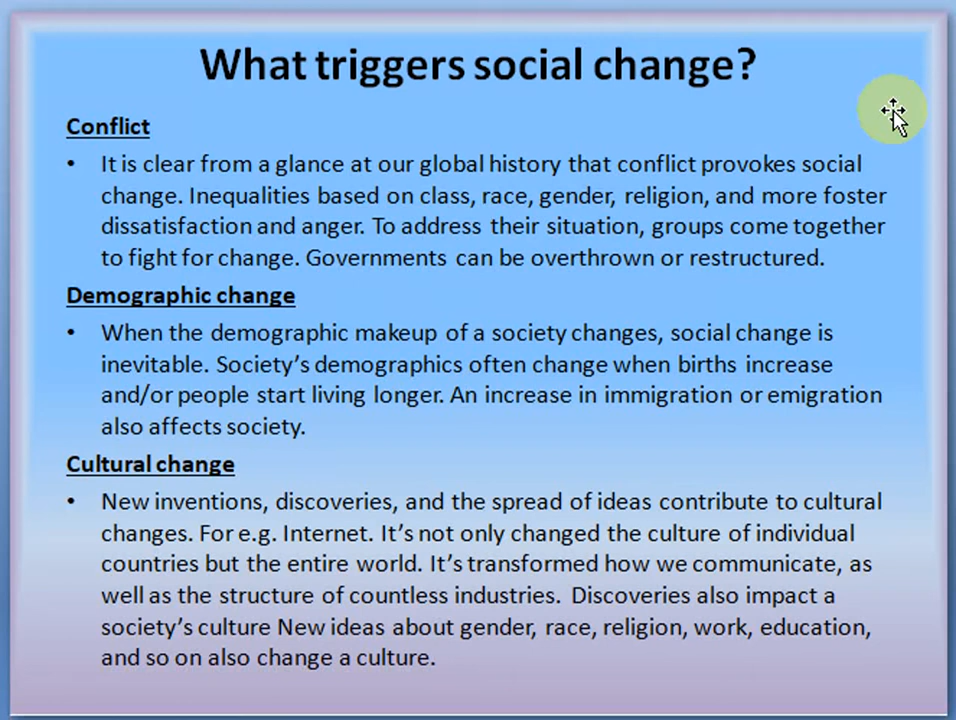 What triggers social change?
Conflict
• It is clear from a glance at our global history that conflict provokes social
change. Inequalities based on class, race, gender, religion, and more foster
dissatisfaction and anger. To address their situation, groups come together
to fight for change. Governments can be overthrown or restructured.
Demographic change
• When the demographic makeup of a society changes, social change is
inevitable. Society's demographics often change when births increase
and/or people start living longer. An increase in immigration or emigration
also affects society.
Cultural change
• New inventions, discoveries, and the spread of ideas contribute to cultural
changes. For e.g. Internet. It's not only changed the culture of individual
countries but the entire world. It's transformed how we communicate, as
well as the structure of countless industries. Discoveries also impact a
society's culture New ideas about gender, race, religion, work, education,
and so on also change a culture.